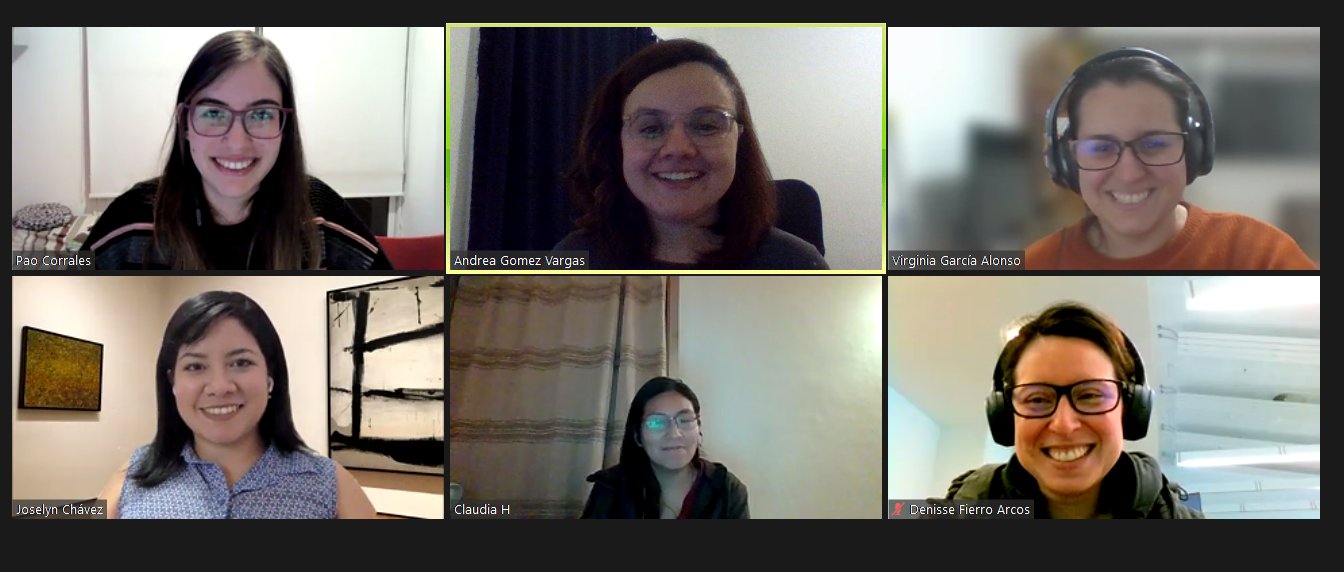 Pao Corrales
Andrea Gomez Vargas
Virginia García Alonso
Joselyn Chávez
Claudia H
Denisse Fierro Arcos